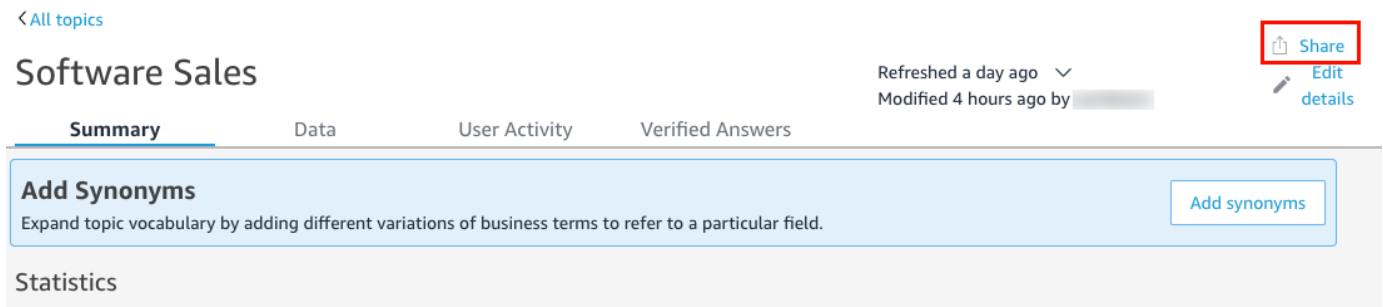 All topics
Software Sales
Refreshed a day ago
Modified 4 hours ago by
Share
Edit
details
Summary Data User Activity Verified Answers
Add Synonyms
Expand topic vocabulary by adding different variations of business terms to refer to a particular field.
Add synonyms
Statistics